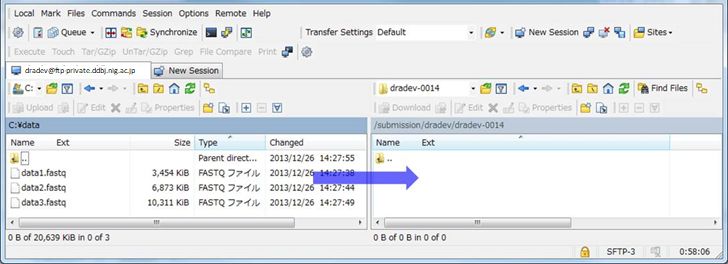 Local Mark Files Commands Session Options Remote Help
Queue Synchronize Transfer Settings Default Sites
Execute Touch Tar/GZip UnTar/GZip Grep File Compare Print
dradev@ftp-private.ddbj.nig.ac.jp New Session
C: dradev-0014 Find Files
Upload Edit Properties Download Edit Properties
C:¥data /submission/dradev/dradev-0014
Name Ext Size Type Changed Name Ext
.. Parent direct... 2013/12/26 14:27:55 ..
data1.fastq 3,454 KiB FASTQ ファイル 2013/12/26 14:27:38
data2.fastq 6,873 KiB FASTQ ファイル 2013/12/26 14:27:44
data3.fastq 10,311 KiB FASTQ ファイル 2013/12/26 14:27:49
0 B of 20,639 KiB in 0 of 3 0 B of 0 B in 0 of 0
SFTP-3 0:58:06